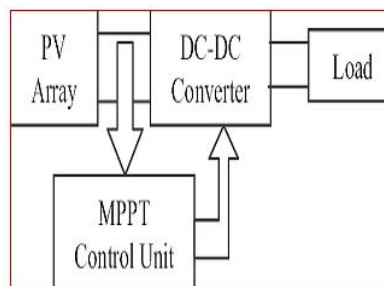 PV
Array
DC-DC
Converter
Load
MPPT
Control Unit